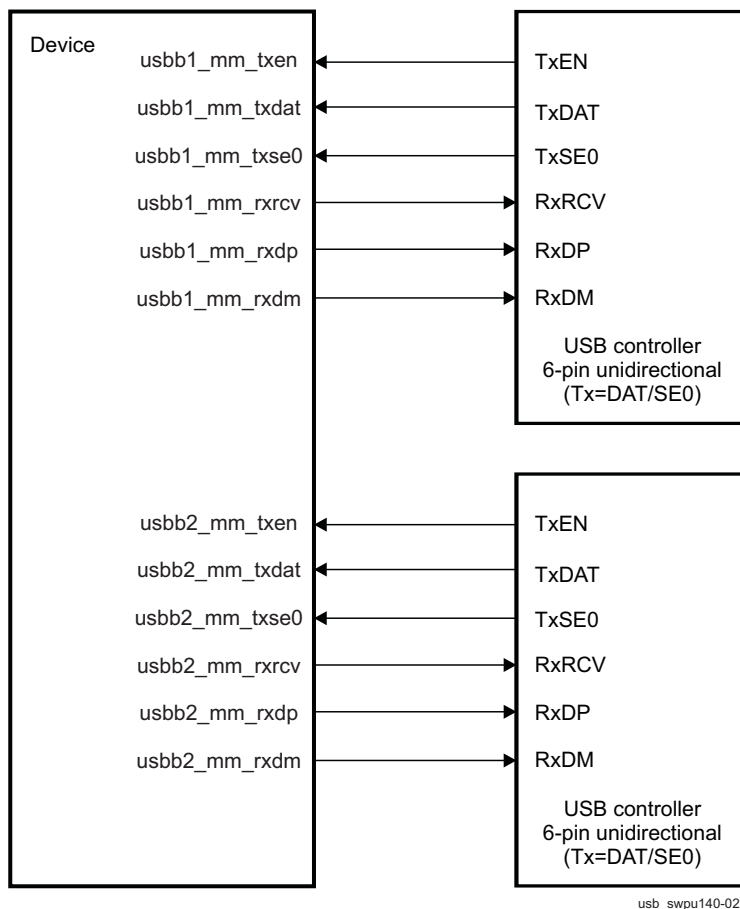 Device
usbb1_mm_txen
TxEN
usbb1_mm_txdat
TxDAT
usbb1_mm_txse0
TxSE0
usbb1_mm_rxrcv
RxRCV
usbb1_mm_rxdp
RxDP
usbb1_mm_rxdm
RxDM
USB controller
6-pin unidirectional
(Tx=DAT/SE0)
usbb2_mm_txen
TxEN
usbb2_mm_txdat
TxDAT
usbb2_mm_txse0
TxSE0
usbb2_mm_rxrcv
RxRCV
usbb2_mm_rxdp
RxDP
usbb2_mm_rxdm
RxDM
USB controller
6-pin unidirectional
(Tx=DAT/SE0)
usb_swpu140-02